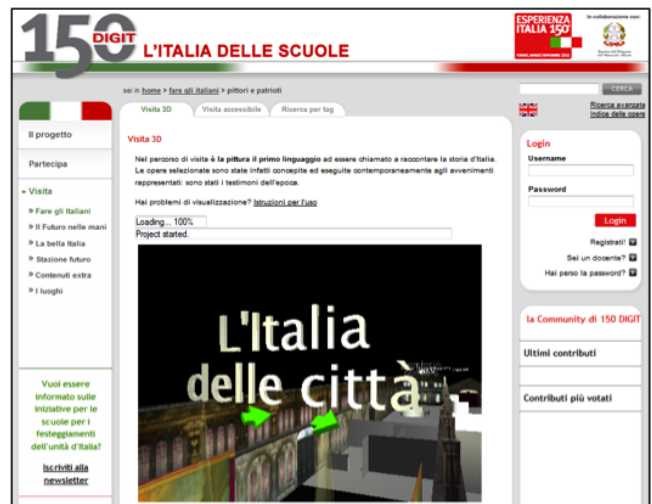 150 DIGIT L'ITALIA DELLE SCUOLE
ESPERIENZA
ITALIA 150°
In collaborazione con:
sei in home > fare gli italiani > pittori e patrioti
CERCA
Visita 3D
Visita accessibile
Ricerca per tag
Ricerca avanzata
Indice delle opere
Il progetto
Partecipa
Visita
» Fare gli Italiani
» Il Futuro nelle mani
» La bella Italia
» Stazione futuro
» Contenuti extra
» I luoghi
Vuoi essere
informato sulle
iniziative per le
scuole per i
festeggiamenti
dell'unità d'Italia?
Iscriviti alla
newsletter
Visita 3D
Nel percorso di visita è la pittura il primo linguaggio ad essere chiamato a raccontare la storia d'Italia.
Le opere selezionate sono state infatti concepite ed eseguite contemporaneamente agli avvenimenti
rappresentati: sono stati i testimoni dell'epoca.
Hai problemi di visualizzazione? Istruzioni per l'uso
Loading... 100%
Project started.
L'Italia
delle città
Login
Username
Password
Login
Registrati!
Sei un docente?
Hai perso la password?
la Community di 150 DIGIT
Ultimi contributi
Contributi più votati